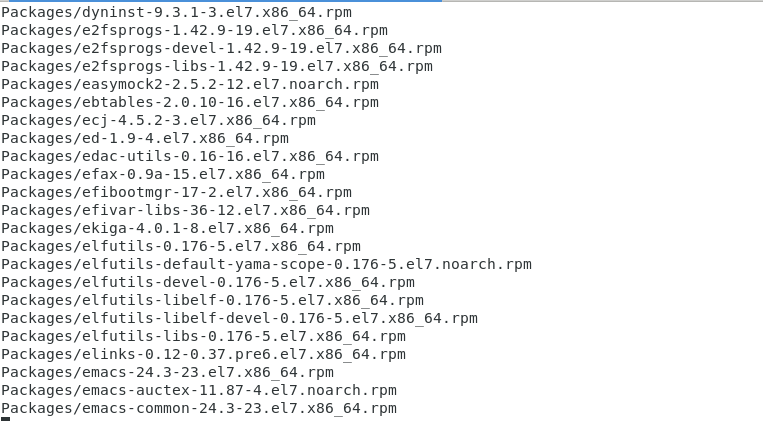 Packages/dyninst-9.3.1-3.el7.x86_64.rpm
Packages/e2fsprogs-1.42.9-19.el7.x86_64.rpm
Packages/e2fsprogs-devel-1.42.9-19.el7.x86_64.rpm
Packages/e2fsprogs-libs-1.42.9-19.el7.x86_64.rpm
Packages/easymock2-2.5.2-12.el7.noarch.rpm
Packages/ebtables-2.0.10-16.el7.x86_64.rpm
Packages/ecj-4.5.2-3.el7.x86_64.rpm
Packages/ed-1.9-4.el7.x86_64.rpm
Packages/edac-utils-0.16-16.el7.x86_64.rpm
Packages/efax-0.9a-15.el7.x86_64.rpm
Packages/efibootmgr-17-2.el7.x86_64.rpm
Packages/efivar-libs-36-12.el7.x86_64.rpm
Packages/ekiga-4.0.1-8.el7.x86_64.rpm
Packages/elfutils-0.176-5.el7.x86_64.rpm
Packages/elfutils-default-yama-scope-0.176-5.el7.noarch.rpm
Packages/elfutils-devel-0.176-5.el7.x86_64.rpm
Packages/elfutils-libelf-0.176-5.el7.x86_64.rpm
Packages/elfutils-libelf-devel-0.176-5.el7.x86_64.rpm
Packages/elfutils-libs-0.176-5.el7.x86_64.rpm
Packages/elinks-0.12-0.37.pre6.el7.x86_64.rpm
Packages/emacs-24.3-23.el7.x86_64.rpm
Packages/emacs-auctex-11.87-4.el7.noarch.rpm
Packages/emacs-common-24.3-23.el7.x86_64.rpm